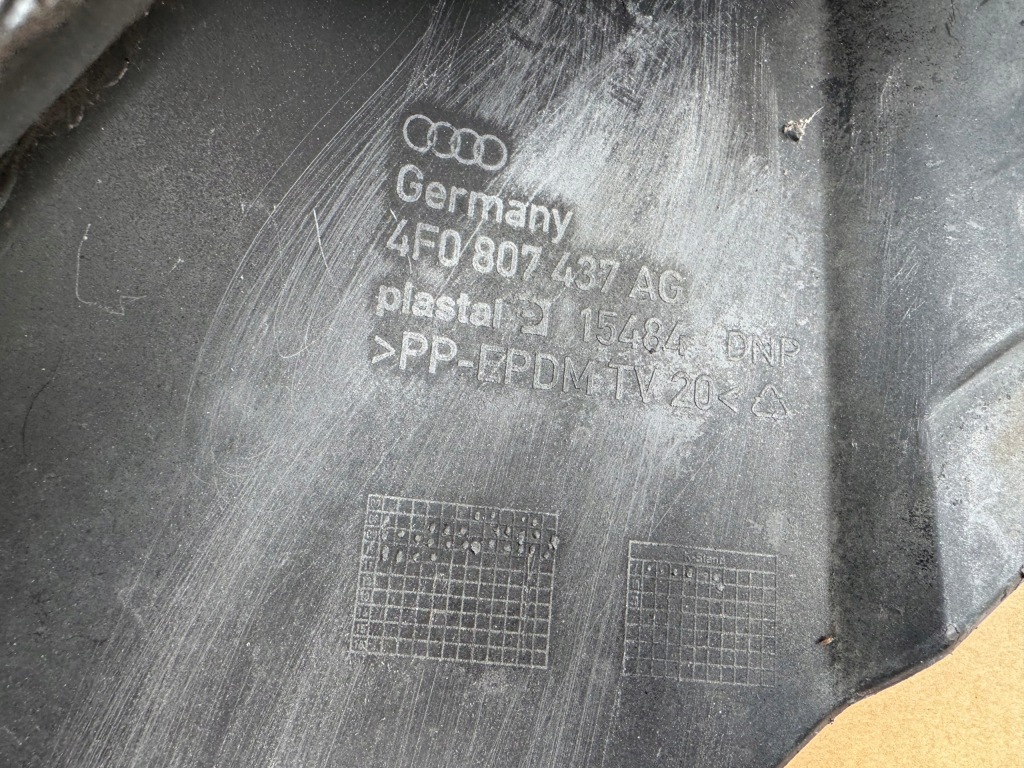 Germany
4F0 807 437 AG
plastal 15484 DNP
>PP-EPDM-TV 20<